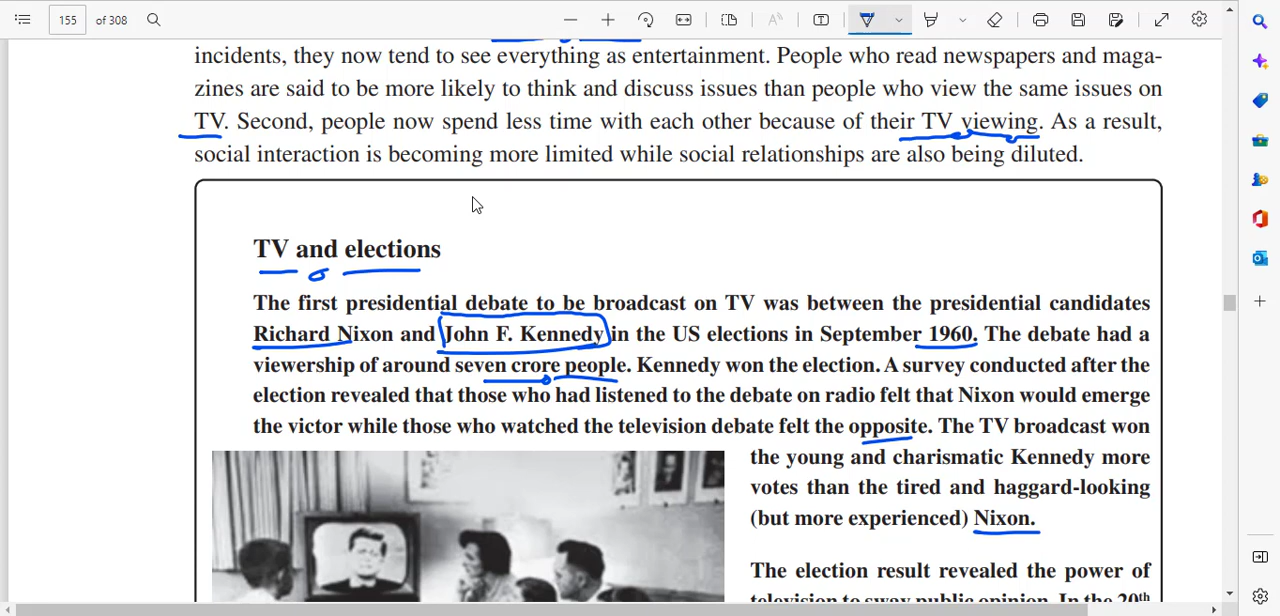 155 of 308
incidents, they now tend to see everything as entertainment. People who read newspapers and maga-
zines are said to be more likely to think and discuss issues than people who view the same issues on
TV. Second, people now spend less time with each other because of their TV viewing. As a result,
social interaction is becoming more limited while social relationships are also being diluted.
TV and elections
The first presidential debate to be broadcast on TV was between the presidential candidates
Richard Nixon and John F. Kennedy in the US elections in September 1960. The debate had a
viewership of around seven crore people. Kennedy won the election. A survey conducted after the
election revealed that those who had listened to the debate on radio felt that Nixon would emerge
the victor while those who watched the television debate felt the opposite. The TV broadcast won
the young and charismatic Kennedy more
votes than the tired and haggard-looking
(but more experienced) Nixon.
The election result revealed the power of
television to sway public opinion. In the 20th